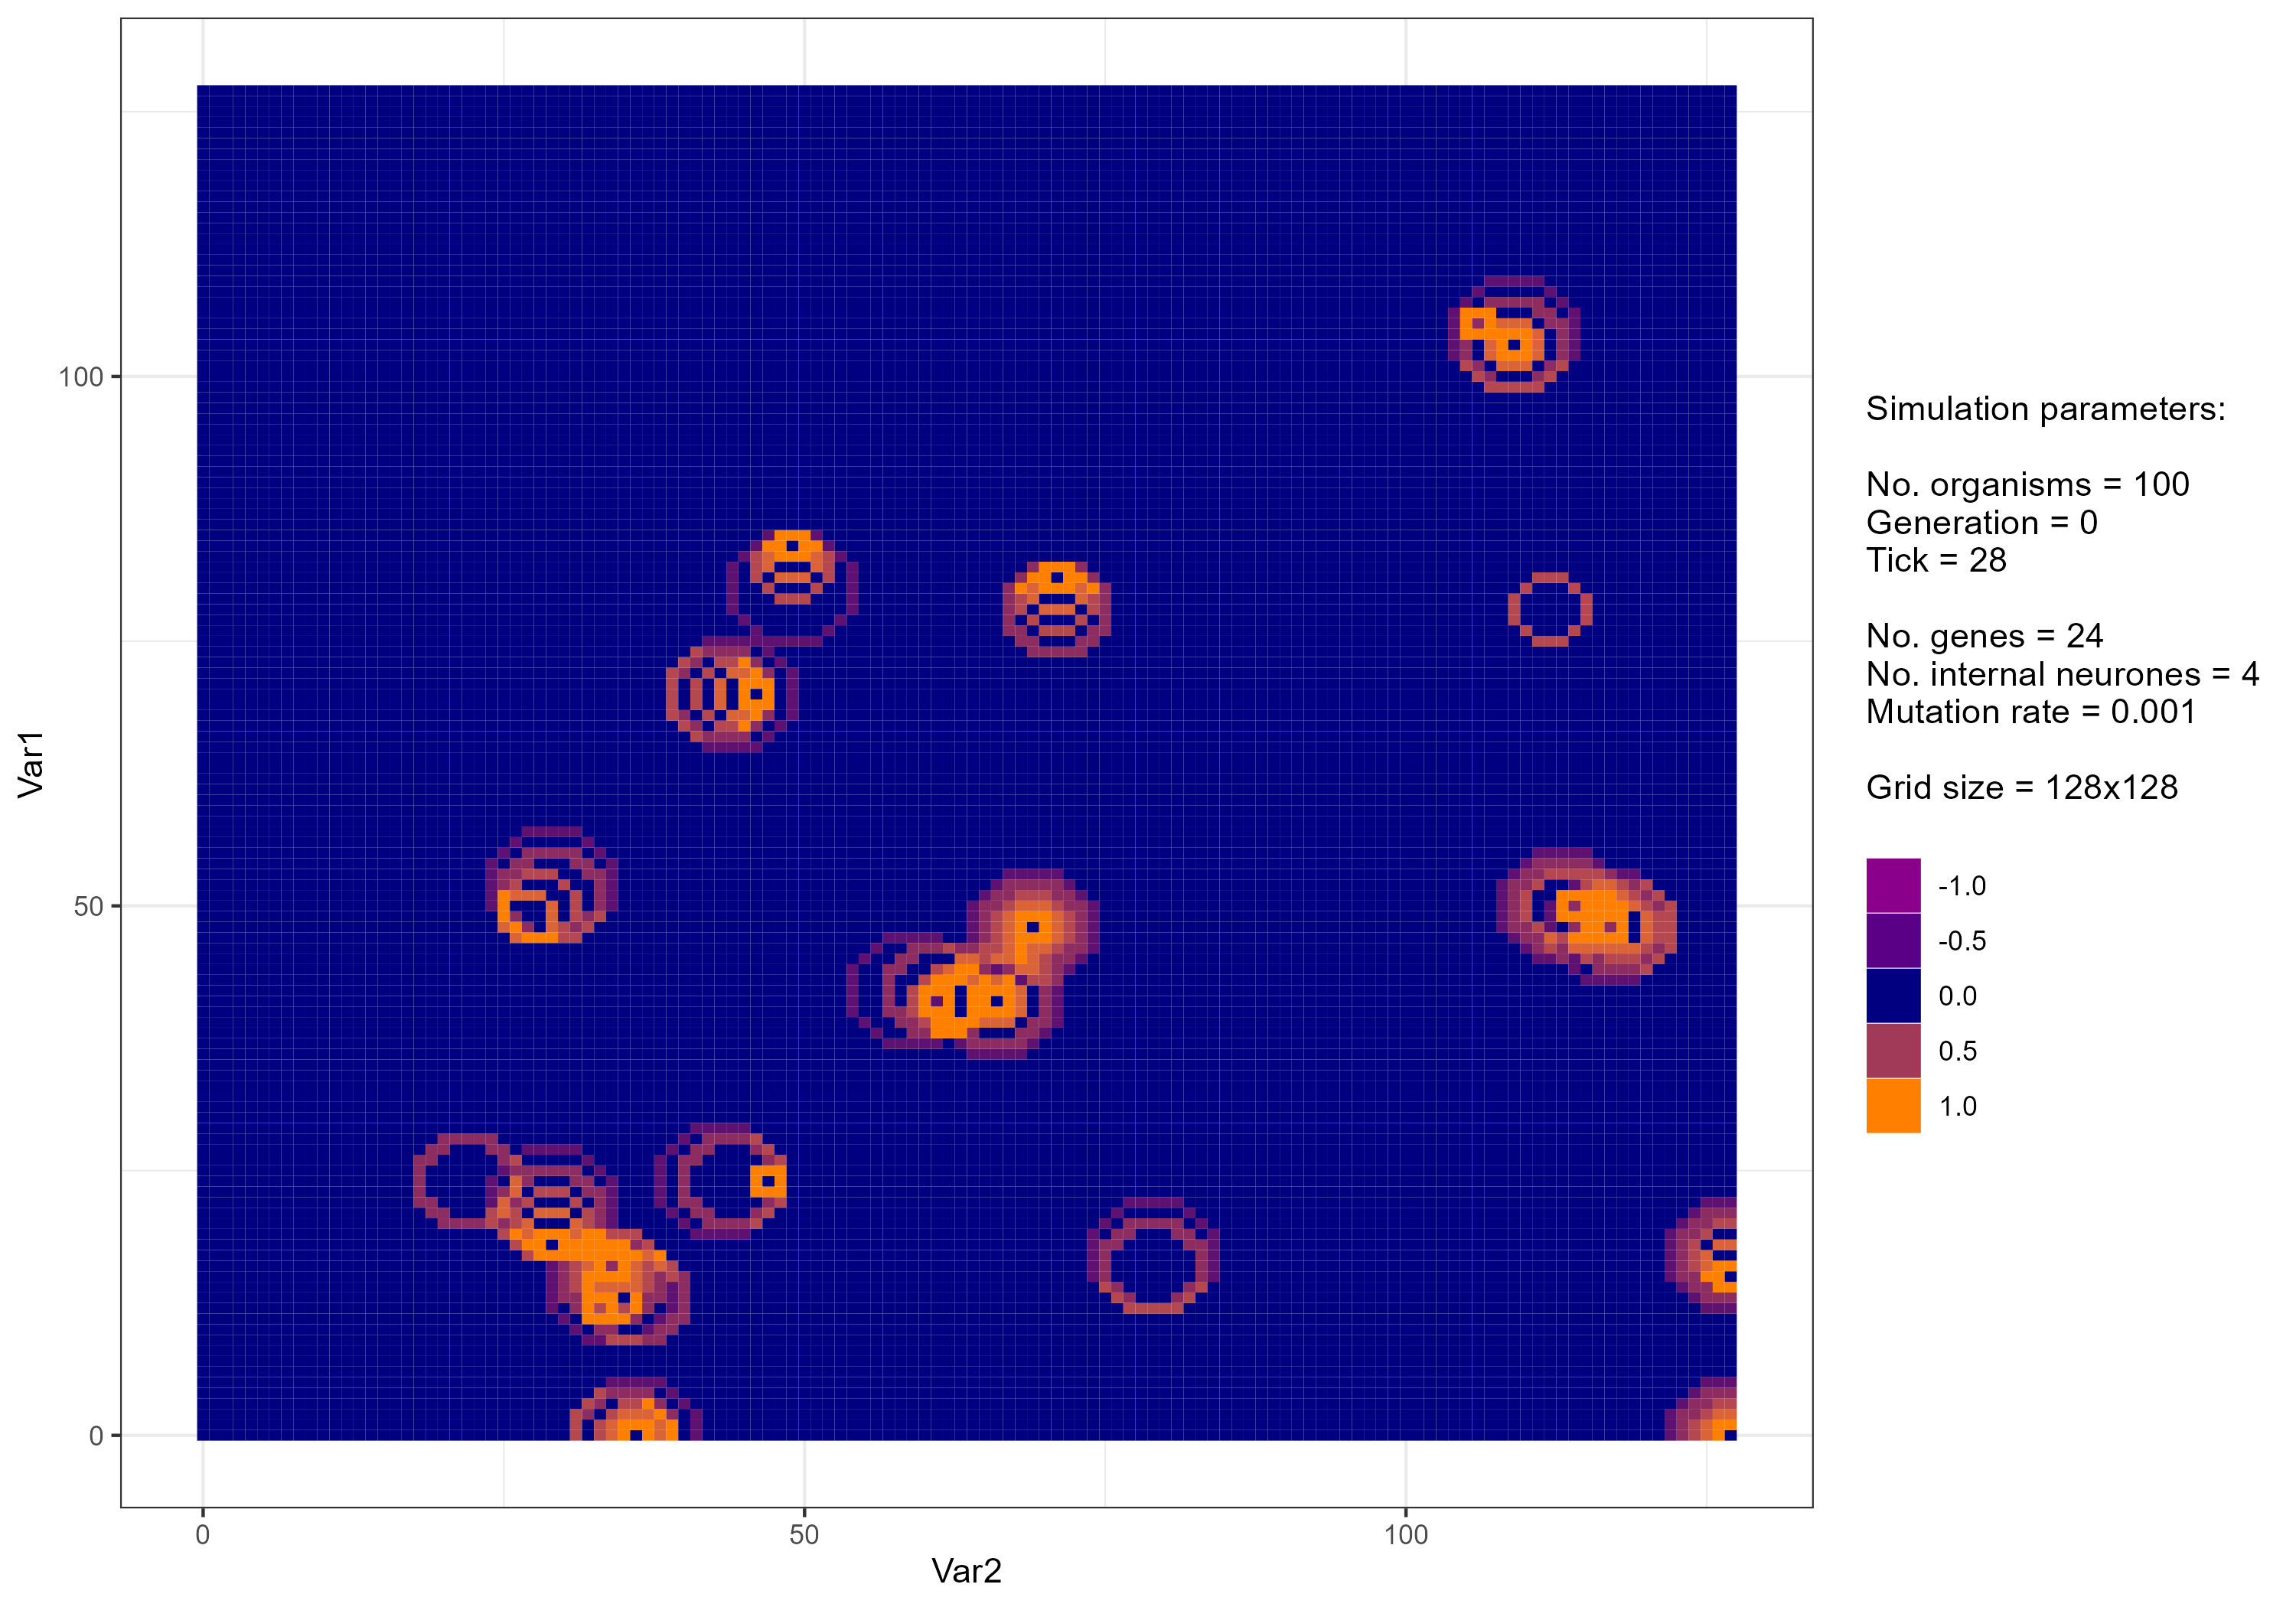 Var1
100
50
0
0
50
100
Var2
Simulation parameters:
No. organisms = 100
Generation = 0
Tick = 28
No. genes = 24
No. internal neurones = 4
Mutation rate = 0.001
Grid size = 128x128
-1.0
-0.5
0.0
0.5
1.0